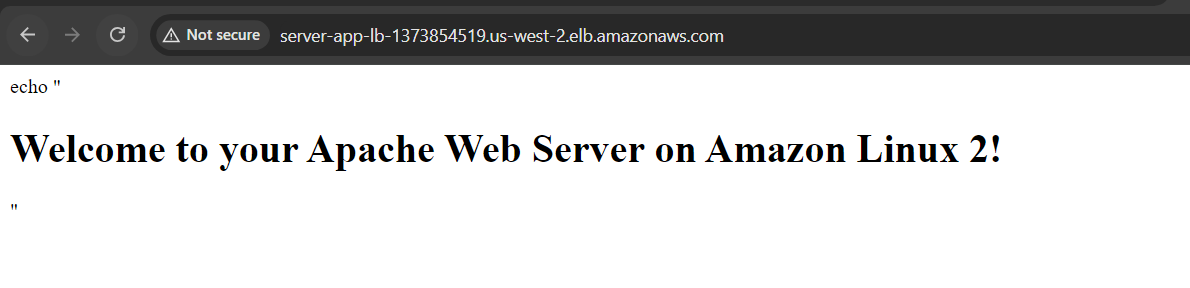 Not secure server-app-lb-1373854519.us-west-2.elb.amazonaws.com
echo "
Welcome to your Apache Web Server on Amazon Linux 2!
"